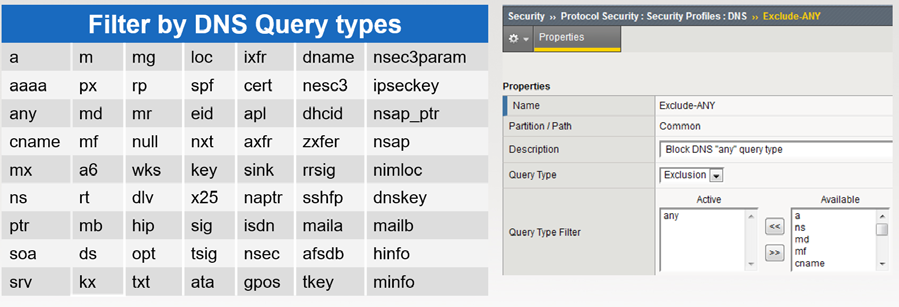 Filter by DNS Query types
a m mg loc ixfr dname nsec3param
aaaa px rp spf cert nesc3 ipseckey
any md mr eid apl dhcid nsap_ptr
cname mf null nxt axfr zxfer nsap
mx a6 wks key sink rrsig nimloc
ns rt dlv x25 naptr sshfp dnskey
ptr mb hip sig isdn maila mailb
soa ds opt tsig nsec afsdb hinfo
srv kx txt ata gpos tkey minfo
Security ›› Protocol Security : Security Profiles : DNS ›› Exclude-ANY
Properties
Properties
Name Exclude-ANY
Partition / Path Common
Description Block DNS "any" query type
Query Type Exclusion
Active Available
Query Type Filter
any
<<
>>
a
ns
md
mf
cname